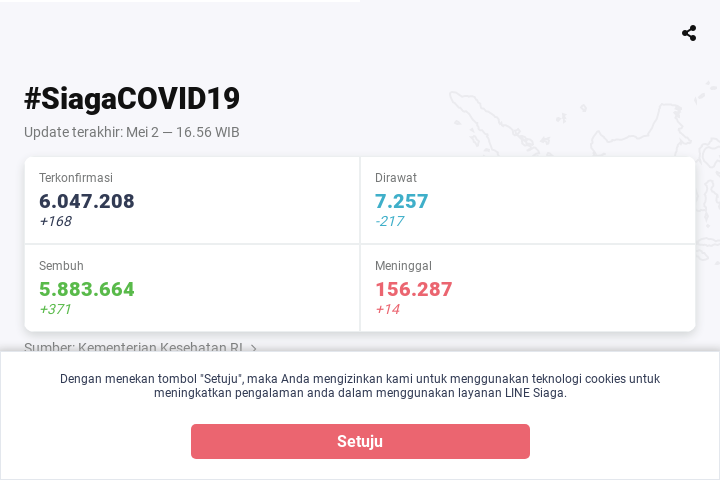 #SiagaCOVID19
Update terakhir: Mei 2 — 16.56 WIB
Terkonfirmasi
6.047.208
+168
Dirawat
7.257
-217
Sembuh
5.883.664
+371
Meninggal
156.287
+14
Sumber: Kementerian Kesehatan RI
Dengan menekan tombol "Setuju", maka Anda mengizinkan kami untuk menggunakan teknologi cookies untuk
meningkatkan pengalaman anda dalam menggunakan layanan LINE Siaga.
Setuju